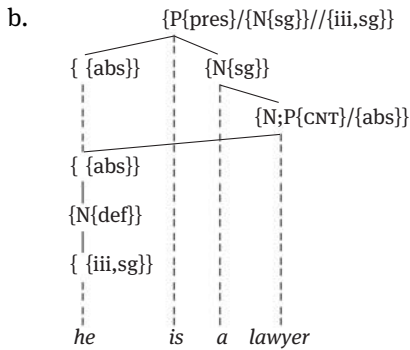 b. {P{pres}/{N{sg}}//{iii,sg}}
{ {abs}} {N{sg}}
{N;P{CNT}/{abs}}
{ {abs}}
{N{def}}
{ {iii,sg}}
he is a lawyer